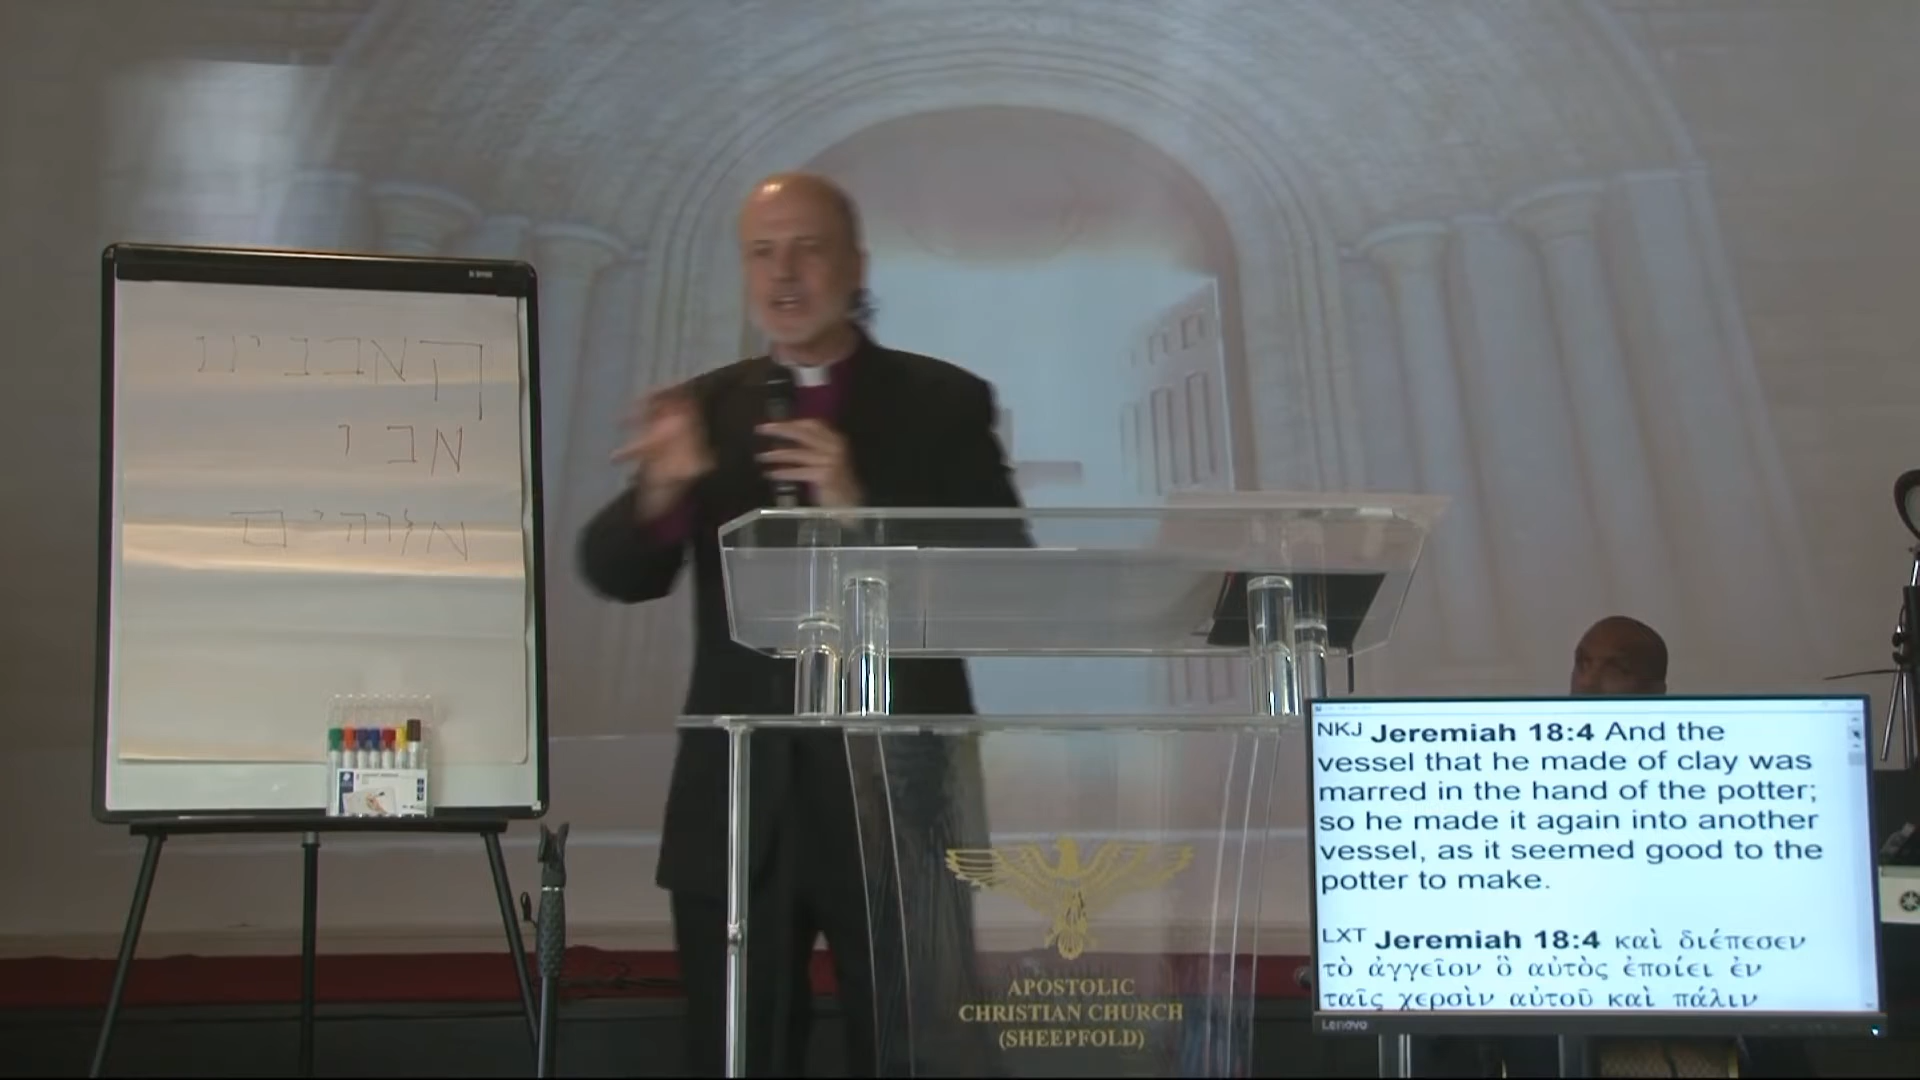 האבנים
אב י
אלהים
NKJ Jeremiah 18:4 And the
vessel that he made of clay was
marred in the hand of the potter;
so he made it again into another
vessel, as it seemed good to the
potter to make.
LXT Jeremiah 18:4 καὶ διέπεσεν
τὸ ἀγγεῖον ὃ αὐτὸς ἐποίει ἐν
ταῖς χερσὶν αὐτοῦ καὶ πάλιν
Lenovo
APOSTOLIC
CHRISTIAN CHURCH
(SHEEPFOLD)